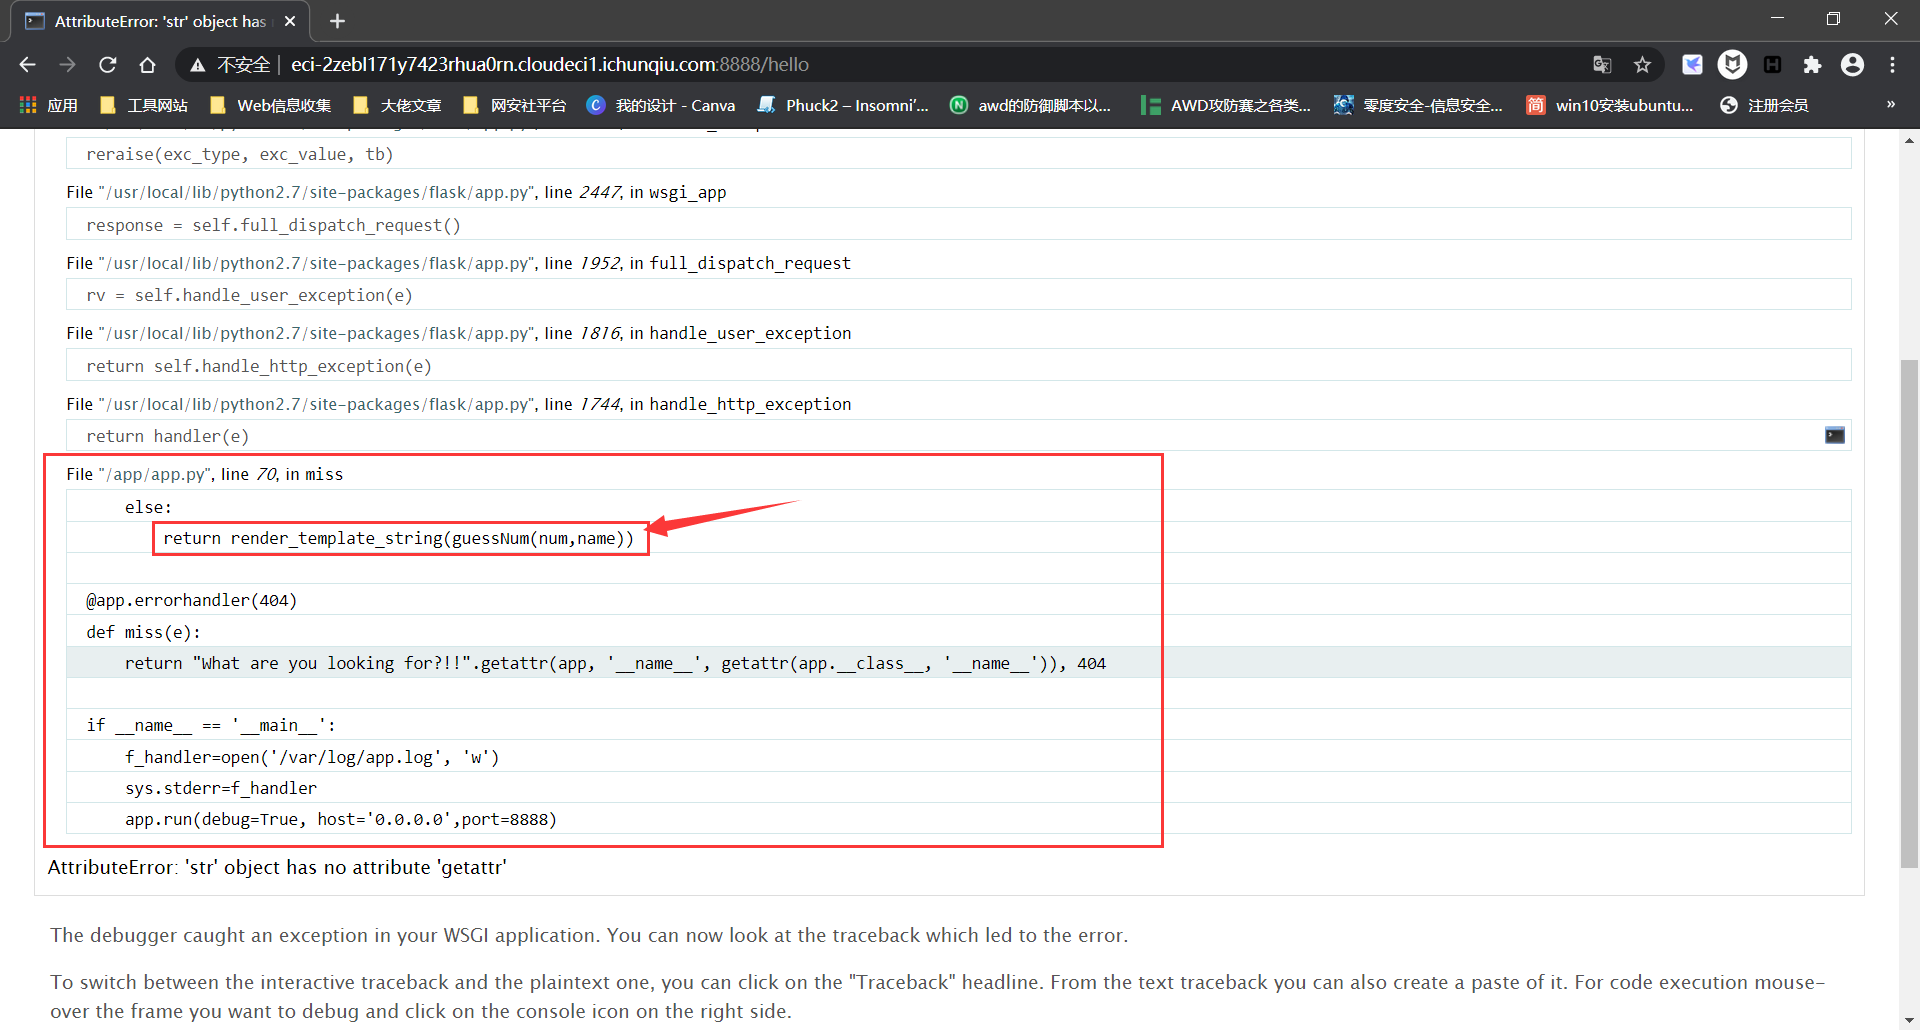 AttributeError: 'str' object has
不安全 | eci-2zebl171y7423rhua0rn.cloudeci1.ichunqiu.com:8888/hello
应用 工具网站 Web信息收集 大佬文章 网安社平台 我的设计 - Canva Phuck2 – Insomni'... awd的防御脚本以... AWD攻防赛之各类... 零度安全-信息安全... win10安装ubuntu... 注册会员 »
reraise(exc_type, exc_value, tb)
File "/usr/local/lib/python2.7/site-packages/flask/app.py", line 2447, in wsgi_app
response = self.full_dispatch_request()
File "/usr/local/lib/python2.7/site-packages/flask/app.py", line 1952, in full_dispatch_request
rv = self.handle_user_exception(e)
File "/usr/local/lib/python2.7/site-packages/flask/app.py", line 1816, in handle_user_exception
return self.handle_http_exception(e)
File "/usr/local/lib/python2.7/site-packages/flask/app.py", line 1744, in handle_http_exception
return handler(e)
File "/app/app.py", line 70, in miss
else:
return render_template_string(guessNum(num,name))
@app.errorhandler(404)
def miss(e):
return "What are you looking for?!!".getattr(app, '__name__', getattr(app.__class__, '__name__')), 404
if __name__ == '__main__':
f_handler=open('/var/log/app.log', 'w')
sys.stderr=f_handler
app.run(debug=True, host='0.0.0.0',port=8888)
AttributeError: 'str' object has no attribute 'getattr'
The debugger caught an exception in your WSGI application. You can now look at the traceback which led to the error.
To switch between the interactive traceback and the plaintext one, you can click on the "Traceback" headline. From the text traceback you can also create a paste of it. For code execution mouse-
over the frame you want to debug and click on the console icon on the right side.